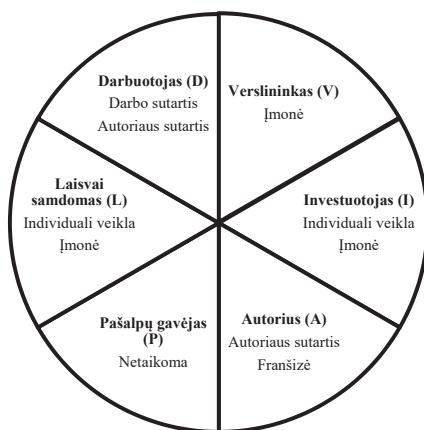 Darbuotojas (D)
Darbo sutartis
Autoriaus sutartis
Verslininkas (V)
Įmonė
Laisvai
samdomas (L)
Individuali veikla
Įmonė
Investuotojas (I)
Individuali veikla
Įmonė
Pašalpų gavėjas
(P)
Netaikoma
Autorius (A)
Autoriaus sutartis
Franšizė